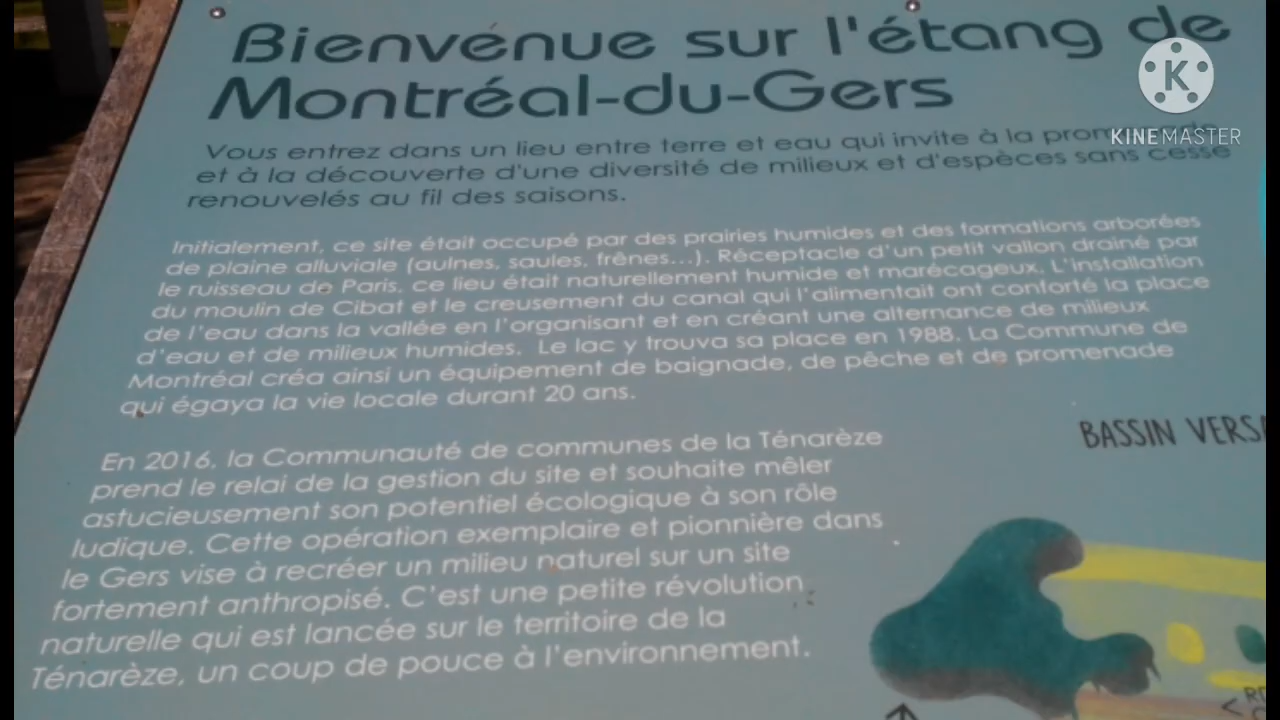 Bienvenue sur l'étang de
Montréal-du-Gers
K
KINEMASTER
Vous entrez dans un lieu entre terre et eau qui invite à la promenade
et à la découverte d'une diversité de milieux et d'espèces sans cesse
renouvelés au fil des saisons.
Initialement, ce site était occupé par des prairies humides et des formations arborées
de plaine alluviale (aulnes, saules, frênes...). Réceptacle d'un petit vallon drainé par
le ruisseau de Paris, ce lieu était naturellement humide et marécageux. L'installation
du moulin de Cibat et le creusement du canal qui l'alimentait ont conforté la place
de l'eau dans la vallée en l'organisant et en créant une alternance de milieux
d'eau et de milieux humides. Le lac y trouva sa place en 1988. La Commune de
Montréal créa ainsi un équipement de baignade, de pêche et de promenade
qui égaya la vie locale durant 20 ans.
En 2016, la Communauté de communes de la Ténarèze
prend le relai de la gestion du site et souhaite mêler
astucieusement son potentiel écologique à son rôle
ludique. Cette opération exemplaire et pionnière dans
le Gers vise à recréer un milieu naturel sur un site
fortement anthropisé. C'est une petite révolution
naturelle qui est lancée sur le territoire de la
Ténarèze, un coup de pouce à l'environnement.
BASSIN VERS